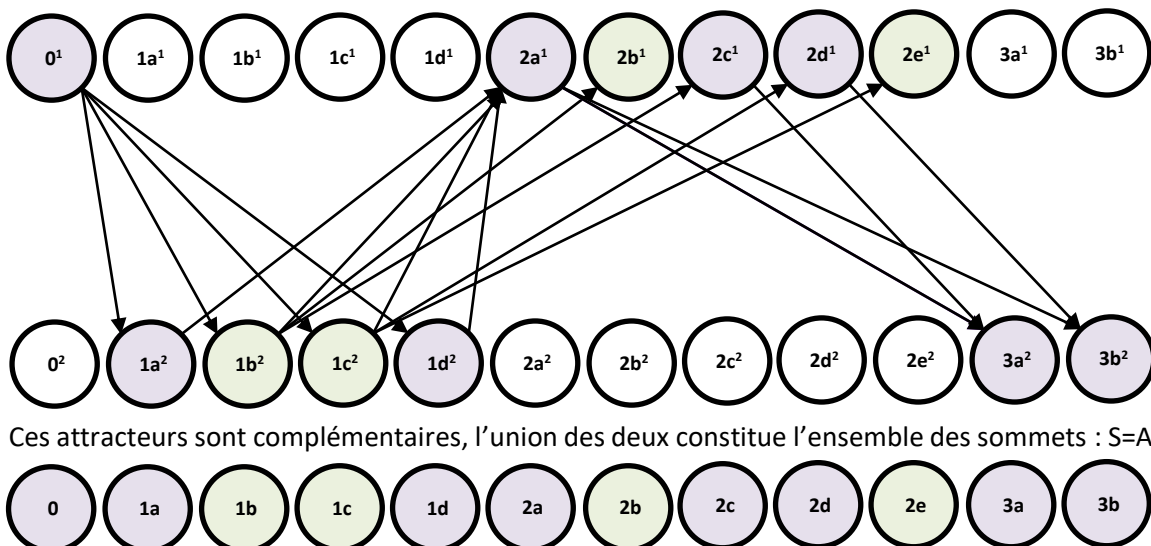 0¹ 1a¹ 1b¹ 1c¹ 1d¹ 2a¹ 2b¹ 2c¹ 2d¹ 2e¹ 3a¹ 3b¹
0² 1a² 1b² 1c² 1d² 2a² 2b² 2c² 2d² 2e² 3a² 3b²
Ces attracteurs sont complémentaires, l’union des deux constitue l’ensemble des sommets : S=A
0 1a 1b 1c 1d 2a 2b 2c 2d 2e 3a 3b